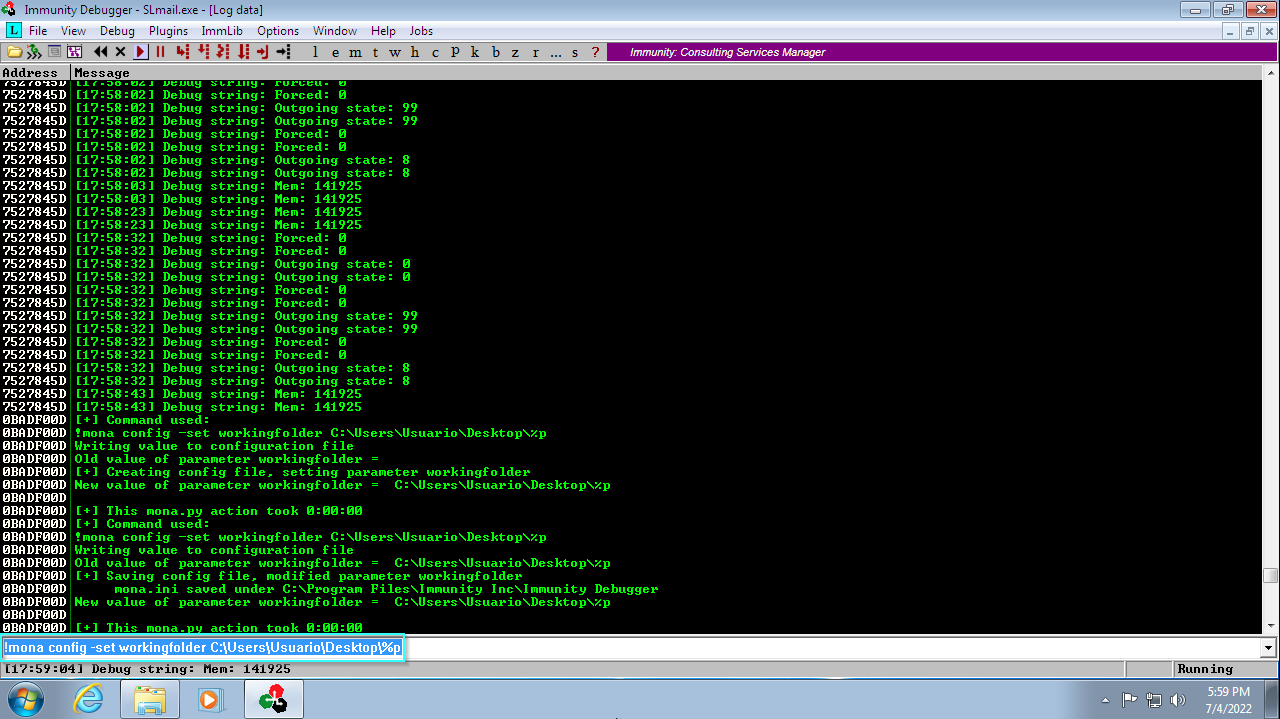 Immunity Debugger - SLmail.exe - [Log data]
L File View Debug Plugins ImmLib Options Window Help Jobs
l e m t w h c P k b z r ... s ? Immunity: Consulting Services Manager
Address Message
7527845D [17:58:02] Debug string: Forced: 0
7527845D [17:58:02] Debug string: Forced: 0
7527845D [17:58:02] Debug string: Outgoing state: 99
7527845D [17:58:02] Debug string: Outgoing state: 99
7527845D [17:58:02] Debug string: Forced: 0
7527845D [17:58:02] Debug string: Forced: 0
7527845D [17:58:02] Debug string: Outgoing state: 8
7527845D [17:58:02] Debug string: Outgoing state: 8
7527845D [17:58:03] Debug string: Mem: 141925
7527845D [17:58:03] Debug string: Mem: 141925
7527845D [17:58:23] Debug string: Mem: 141925
7527845D [17:58:23] Debug string: Mem: 141925
7527845D [17:58:32] Debug string: Forced: 0
7527845D [17:58:32] Debug string: Forced: 0
7527845D [17:58:32] Debug string: Outgoing state: 0
7527845D [17:58:32] Debug string: Outgoing state: 0
7527845D [17:58:32] Debug string: Forced: 0
7527845D [17:58:32] Debug string: Forced: 0
7527845D [17:58:32] Debug string: Outgoing state: 99
7527845D [17:58:32] Debug string: Outgoing state: 99
7527845D [17:58:32] Debug string: Forced: 0
7527845D [17:58:32] Debug string: Forced: 0
7527845D [17:58:32] Debug string: Outgoing state: 8
7527845D [17:58:32] Debug string: Outgoing state: 8
7527845D [17:58:43] Debug string: Mem: 141925
7527845D [17:58:43] Debug string: Mem: 141925
0BADF00D [+] Command used:
0BADF00D !mona config -set workingfolder C:\Users\Usuario\Desktop\%p
0BADF00D Writing value to configuration file
0BADF00D Old value of parameter workingfolder =
0BADF00D [+] Creating config file, setting parameter workingfolder
0BADF00D New value of parameter workingfolder =  C:\Users\Usuario\Desktop\%p
0BADF00D
0BADF00D [+] This mona.py action took 0:00:00
0BADF00D [+] Command used:
0BADF00D !mona config -set workingfolder C:\Users\Usuario\Desktop\%p
0BADF00D Writing value to configuration file
0BADF00D Old value of parameter workingfolder =  C:\Users\Usuario\Desktop\%p
0BADF00D [+] Saving config file, modified parameter workingfolder
0BADF00D mona.ini saved under C:\Program Files\Immunity Inc\Immunity Debugger
0BADF00D New value of parameter workingfolder =  C:\Users\Usuario\Desktop\%p
0BADF00D
0BADF00D [+] This mona.py action took 0:00:00
!mona config -set workingfolder C:\Users\Usuario\Desktop\%p
[17:59:04] Debug string: Mem: 141925 Running
5:59 PM
7/4/2022